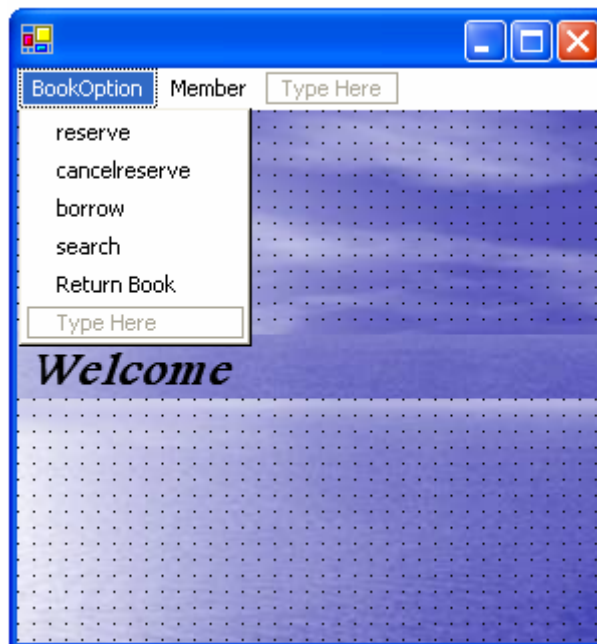 BookOption Member Type Here
reserve
cancelreserve
borrow
search
Return Book
Type Here
Welcome